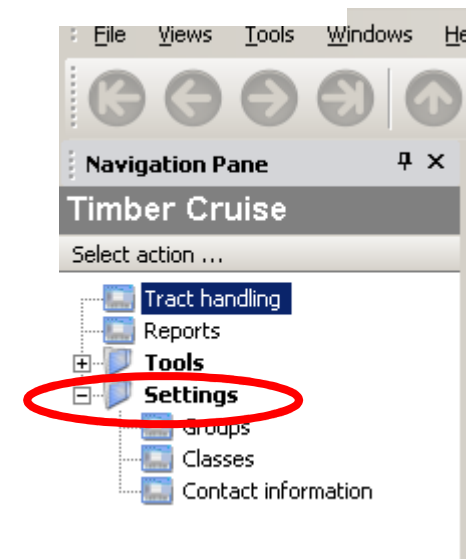 File Views Tools Windows He
Navigation Pane
Timber Cruise
Select action ...
Tract handling
Reports
Tools
Settings
Groups
Classes
Contact information